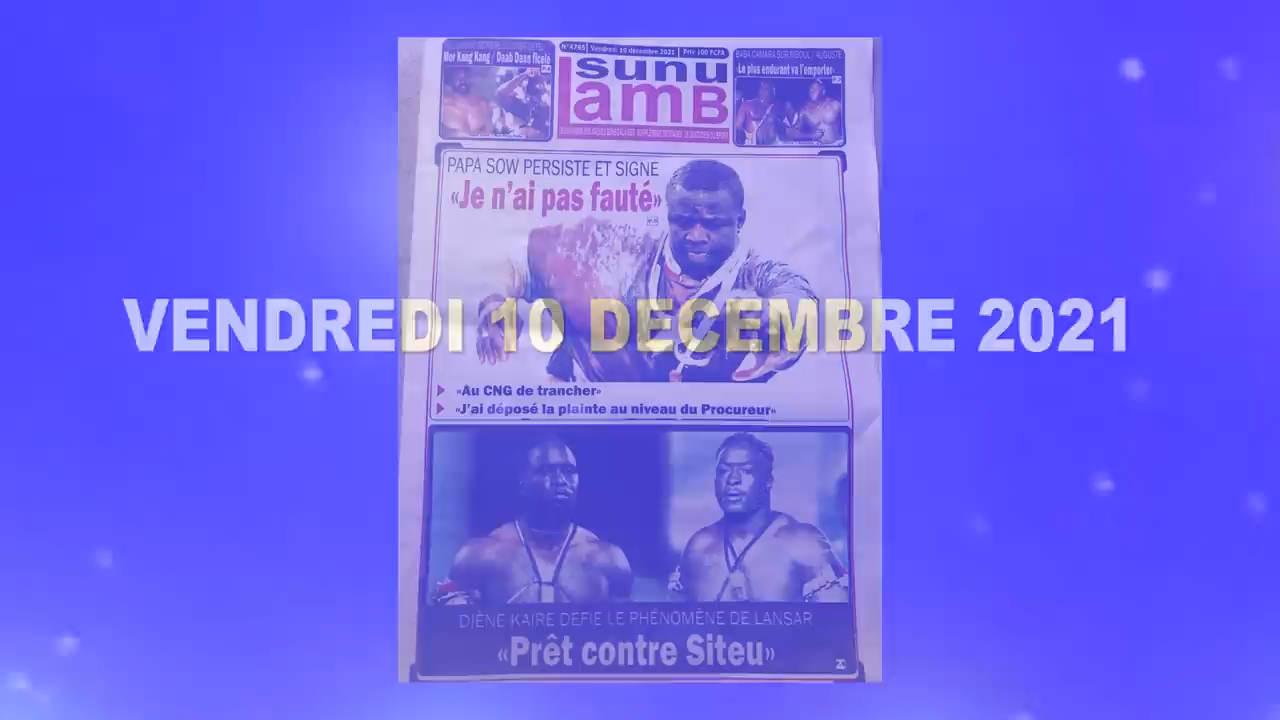 Mor Kang Kang / Daab Daan ficelé
N°4765 | Vendredi 10 décembre 2021 | Prix 100 FCFA
BABA CAMARA SUR MBOUL / AUGUSTE
«Le plus endurant va l'emporter»
sunu
Lamb
PAPA SOW PERSISTE ET SIGNE
«Je n'ai pas fauté»
VENDREDI 10 DECEMBRE 2021
«Au CNG de trancher»
«J'ai déposé la plainte au niveau du Procureur»
DIÈNE KAIRE DEFIE LE PHÉNOMÈNE DE LANSAR
«Prêt contre Siteu»